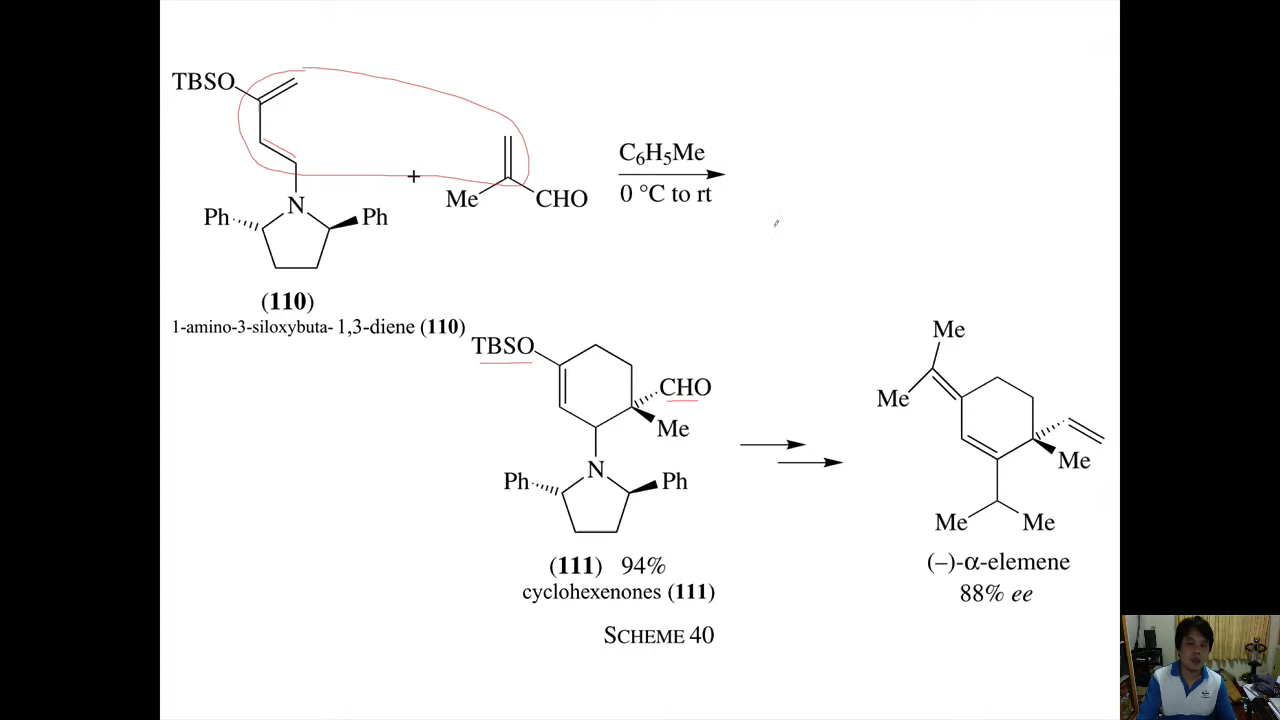 TBSO
N
Ph
Ph
(110)
1-amino-3-siloxybuta-1,3-diene (110)
+
Me
CHO
C6H5Me
0 °C to rt
TBSO
CHO
Me
N
Ph
Ph
(111) 94%
cyclohexenones (111)
Me
Me
Me
Me
Me
(–)-α-elemene
88% ee
SCHEME 40